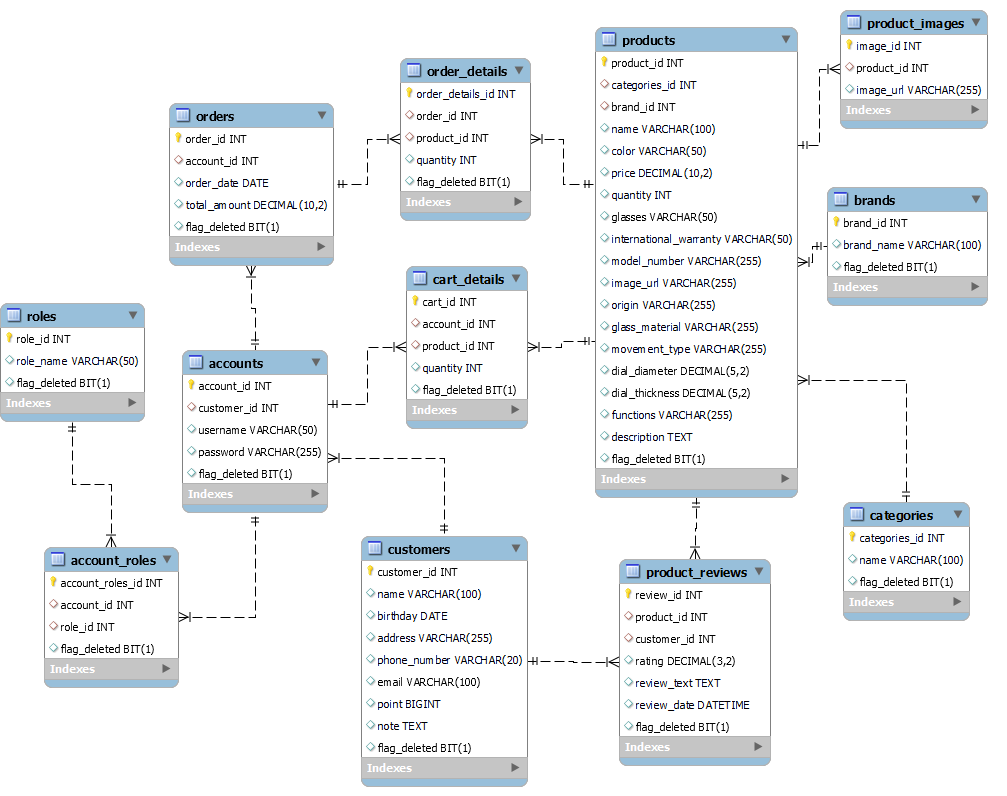 product_images
image_id INT
product_id INT
image_url VARCHAR(255)
Indexes
products
product_id INT
categories_id INT
brand_id INT
name VARCHAR(100)
color VARCHAR(50)
price DECIMAL(10,2)
quantity INT
glasses VARCHAR(50)
international_warranty VARCHAR(50)
model_number VARCHAR(255)
image_url VARCHAR(255)
origin VARCHAR(255)
glass_material VARCHAR(255)
movement_type VARCHAR(255)
dial_diameter DECIMAL(5,2)
dial_thickness DECIMAL(5,2)
functions VARCHAR(255)
description TEXT
flag_deleted BIT(1)
Indexes
order_details
order_details_id INT
order_id INT
product_id INT
quantity INT
flag_deleted BIT(1)
Indexes
orders
order_id INT
account_id INT
order_date DATE
total_amount DECIMAL(10,2)
flag_deleted BIT(1)
Indexes
brands
brand_id INT
brand_name VARCHAR(100)
flag_deleted BIT(1)
Indexes
cart_details
cart_id INT
account_id INT
product_id INT
quantity INT
flag_deleted BIT(1)
Indexes
roles
role_id INT
role_name VARCHAR(50)
flag_deleted BIT(1)
Indexes
accounts
account_id INT
customer_id INT
username VARCHAR(50)
password VARCHAR(255)
flag_deleted BIT(1)
Indexes
categories
categories_id INT
name VARCHAR(100)
flag_deleted BIT(1)
Indexes
account_roles
account_roles_id INT
account_id INT
role_id INT
flag_deleted BIT(1)
Indexes
customers
customer_id INT
name VARCHAR(100)
birthday DATE
address VARCHAR(255)
phone_number VARCHAR(20)
email VARCHAR(100)
point BIGINT
note TEXT
flag_deleted BIT(1)
Indexes
product_reviews
review_id INT
product_id INT
customer_id INT
rating DECIMAL(3,2)
review_text TEXT
review_date DATETIME
flag_deleted BIT(1)
Indexes